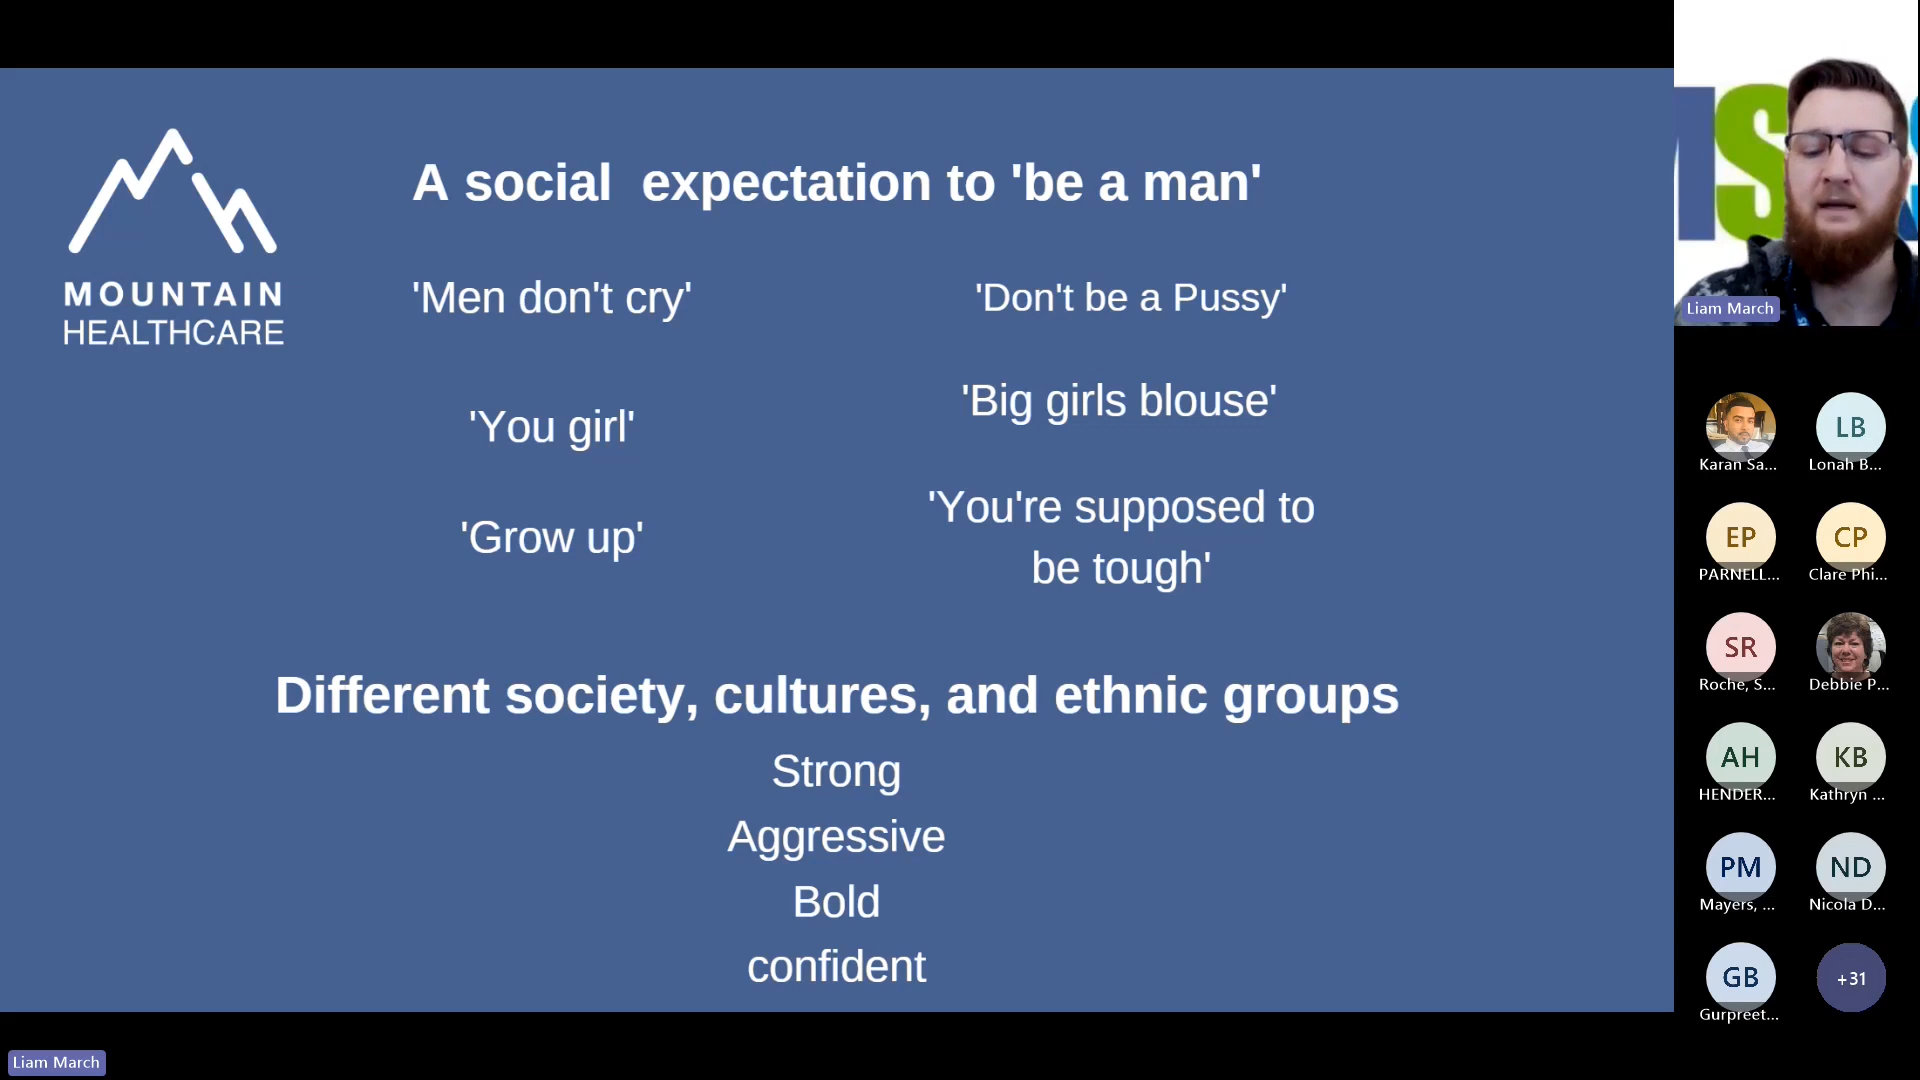 MOUNTAIN
HEALTHCARE
A social  expectation to 'be a man'
'Men don't cry'
'Don't be a Pussy'
'You girl'
'Big girls blouse'
'Grow up'
'You're supposed to
be tough'
Different society, cultures, and ethnic groups
Strong
Aggressive
Bold
confident
Liam March
Karan Sa...
LB
Lonah B...
EP
PARNELL...
CP
Clare Phi...
SR
Roche, S...
Debbie P...
AH
HENDER...
KB
Kathryn ...
PM
Mayers, ...
ND
Nicola D...
GB
Gurpreet...
+31
Liam March